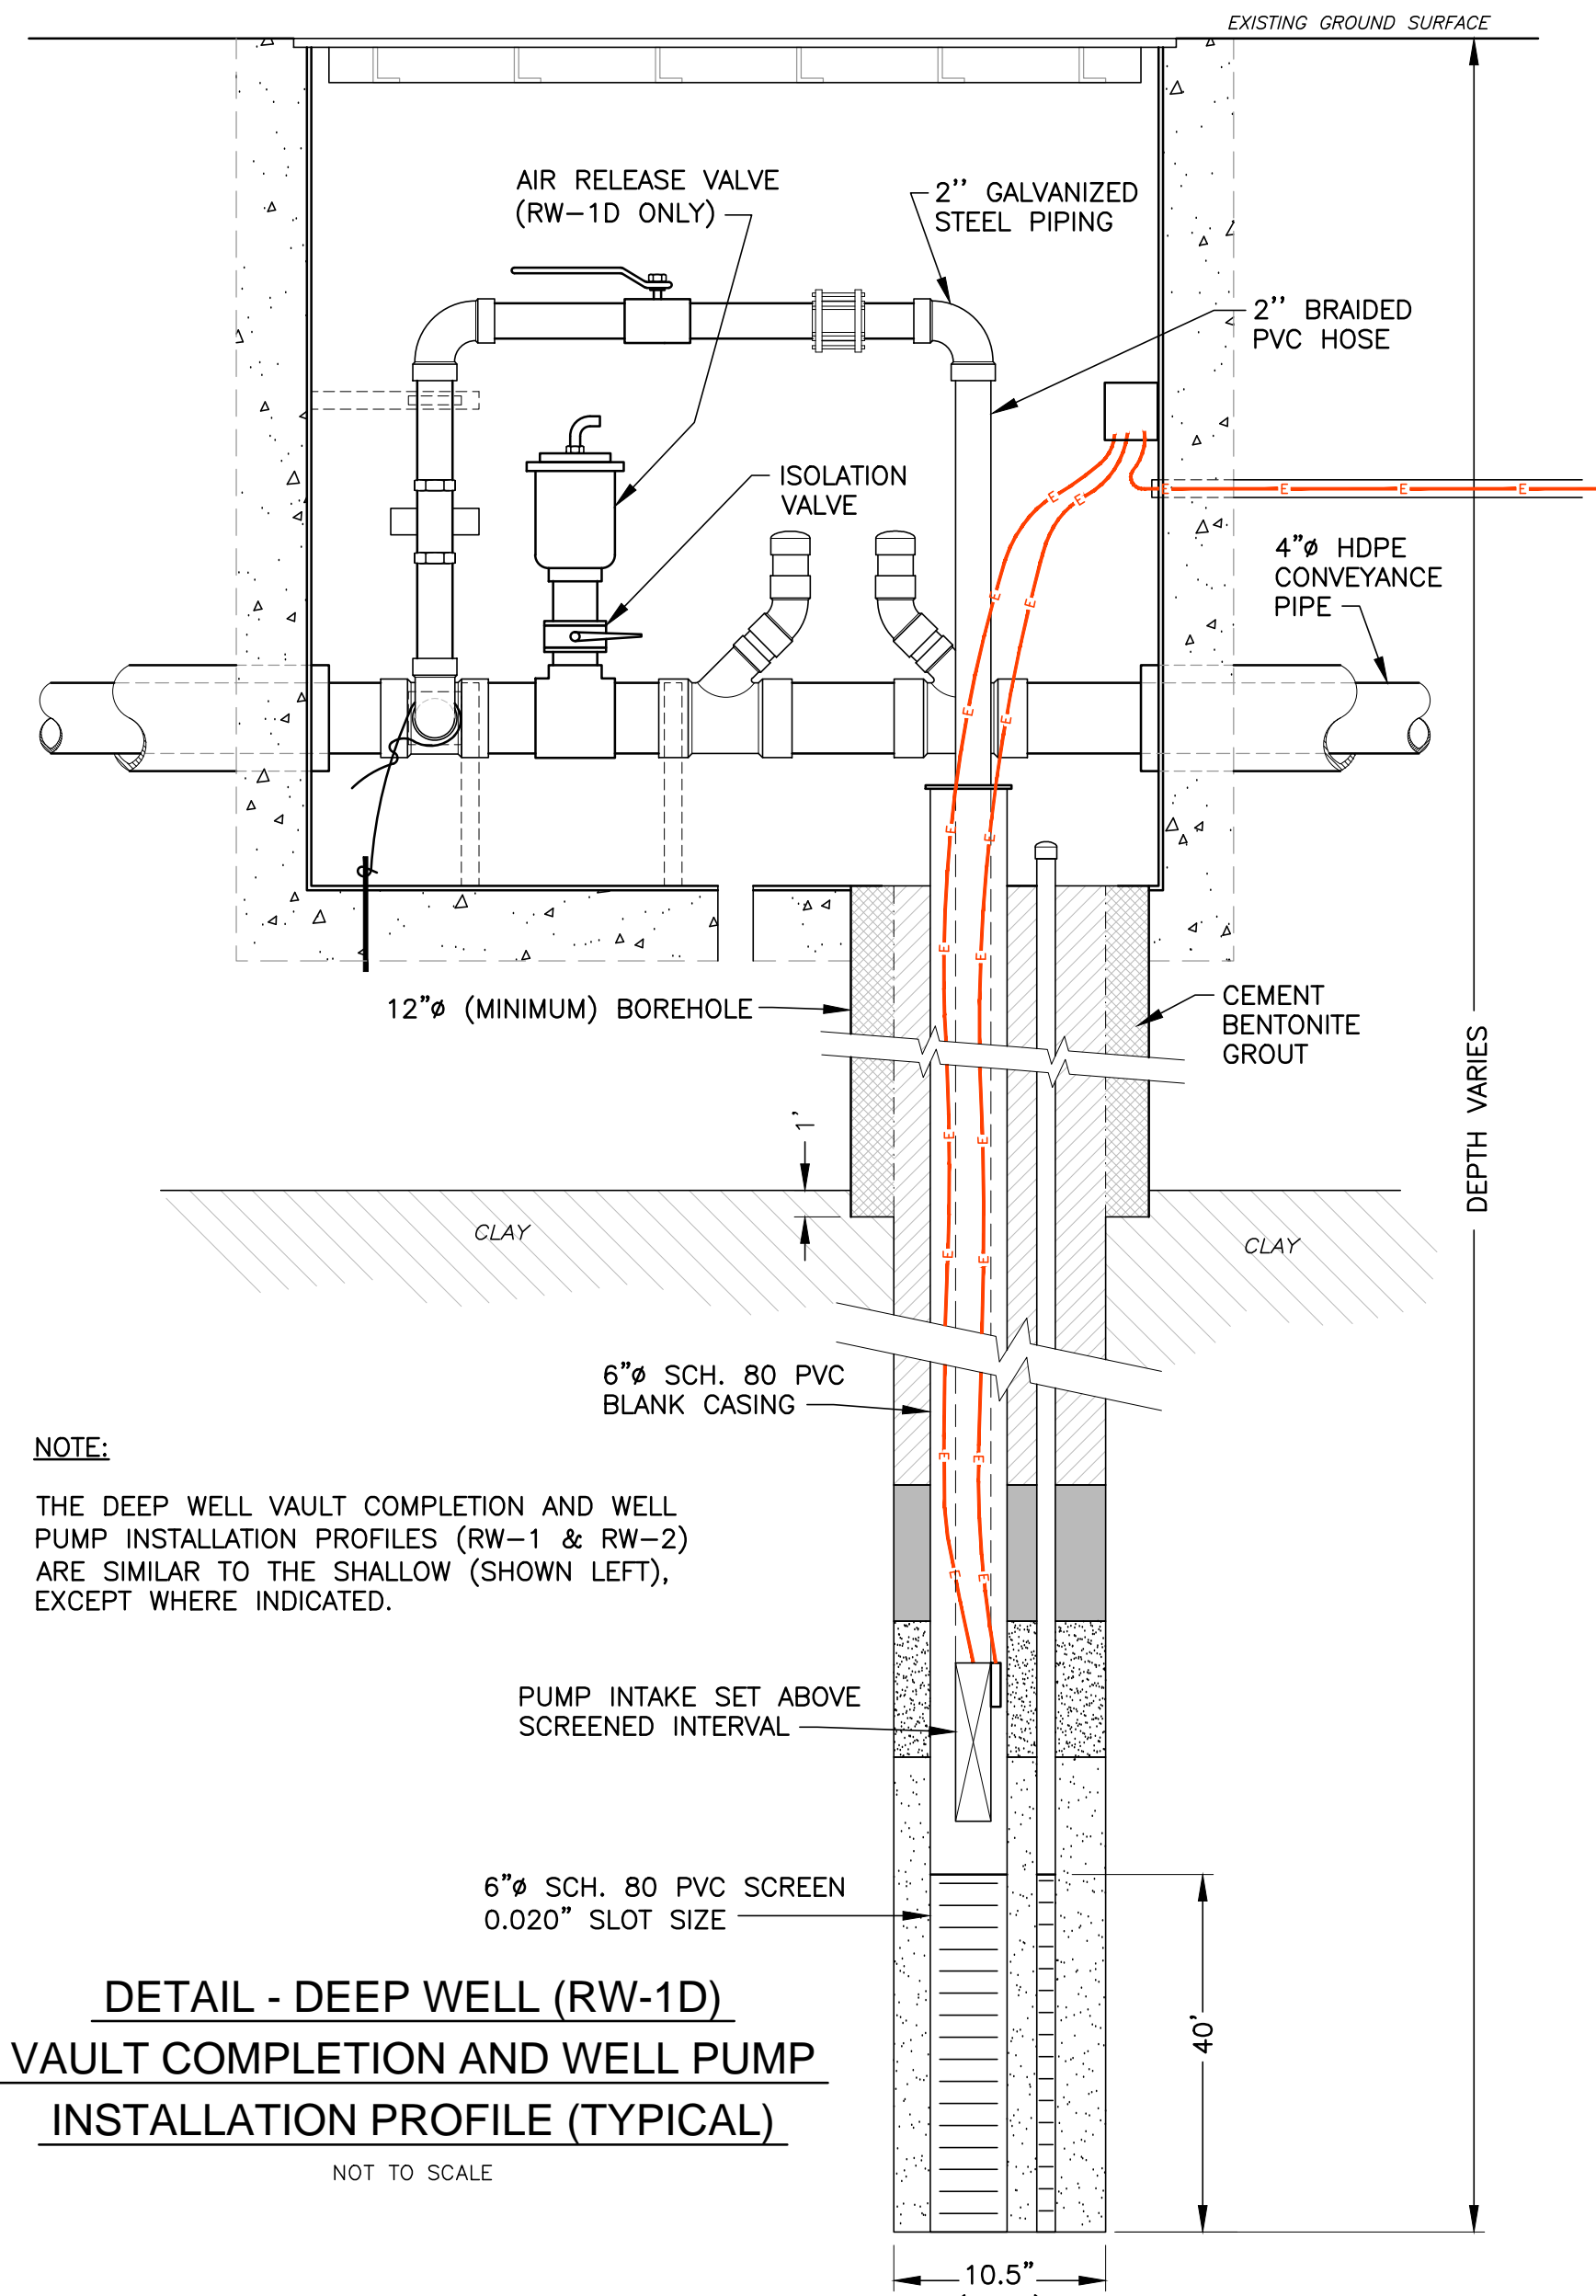 EXISTING GROUND SURFACE
AIR RELEASE VALVE
(RW-1D ONLY)
2'' GALVANIZED
STEEL PIPING
2'' BRAIDED
PVC HOSE
ISOLATION
VALVE
E E E E
E E
E E
4"ø HDPE
CONVEYANCE
PIPE
E E
E E
E E
12"ø (MINIMUM) BOREHOLE
CEMENT
BENTONITE
GROUT
DEPTH VARIES
1'
E E
CLAY
E E
CLAY
6"ø SCH. 80 PVC
BLANK CASING
E E
NOTE:
THE DEEP WELL VAULT COMPLETION AND WELL
PUMP INSTALLATION PROFILES (RW-1 & RW-2)
ARE SIMILAR TO THE SHALLOW (SHOWN LEFT),
EXCEPT WHERE INDICATED.
E E
PUMP INTAKE SET ABOVE
SCREENED INTERVAL
6"ø SCH. 80 PVC SCREEN
0.020" SLOT SIZE
40'
DETAIL - DEEP WELL (RW-1D)
VAULT COMPLETION AND WELL PUMP
INSTALLATION PROFILE (TYPICAL)
NOT TO SCALE
10.5"